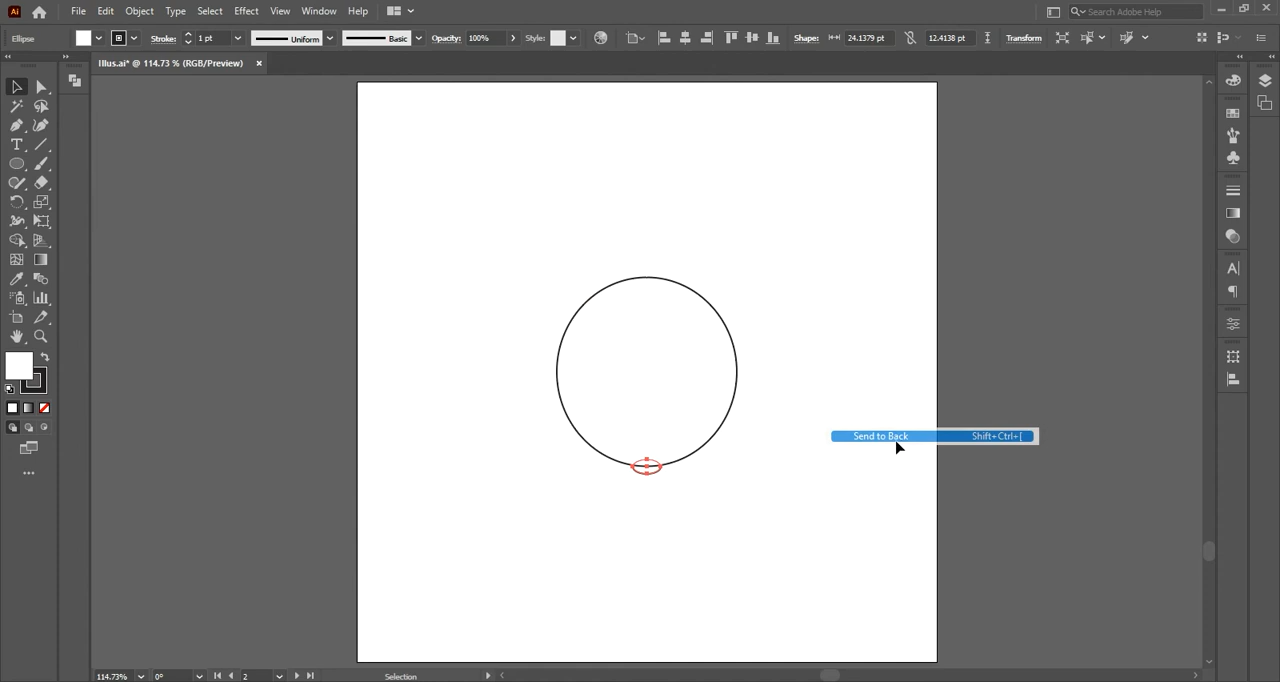 Ai File Edit Object Type Select Effect View Window Help Search Adobe Help
Ellipse Stroke: 1 pt Uniform Basic Opacity: 100% Style: Shape: 24.1379 pt 12.4138 pt Transform
Illus.ai* @ 114.73 % (RGB/Preview) ×
Send to Back Shift+Ctrl+[
114.73% 0° 2 Selection